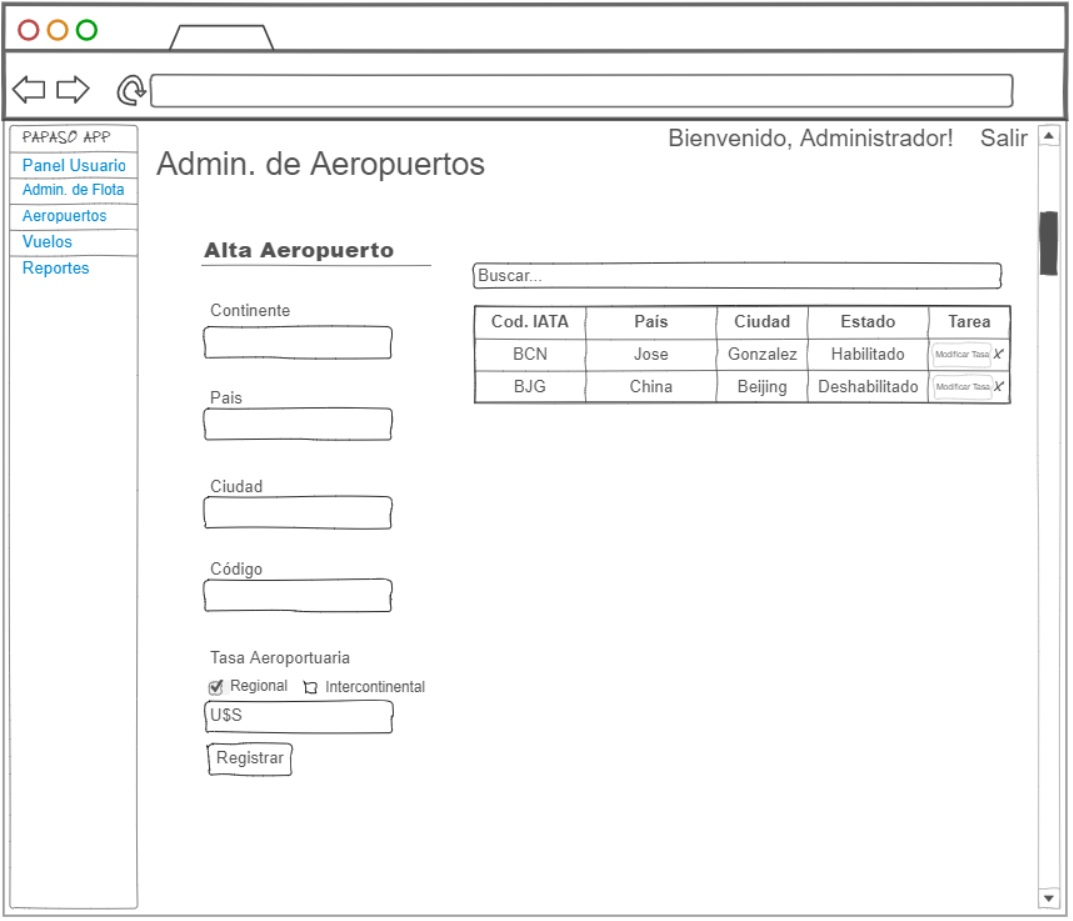 PAPASO APP
Panel Usuario
Admin. de Flota
Aeropuertos
Vuelos
Reportes
Bienvenido, Administrador! Salir
Admin. de Aeropuertos
Alta Aeropuerto
Continente
Pais
Ciudad
Código
Tasa Aeroportuaria
Regional Intercontinental
U$S
Registrar
Buscar...
Cod. IATA País Ciudad Estado Tarea
BCN Jose Gonzalez Habilitado Modificar Tasa X
BJG China Beijing Deshabilitado Modificar Tasa X